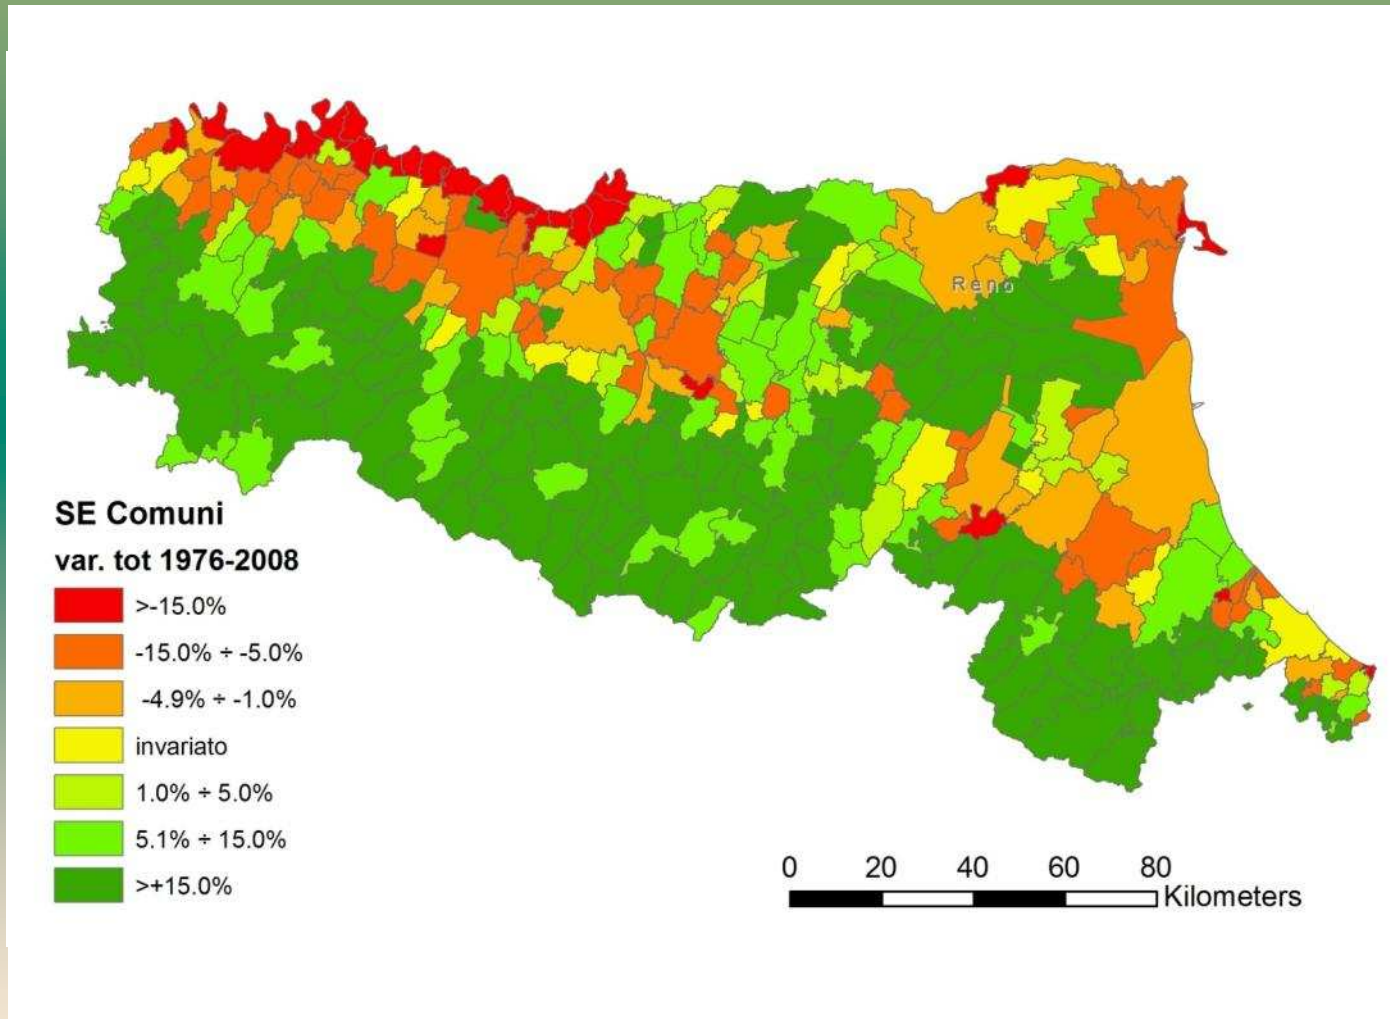 Reno
SE Comuni
var. tot 1976-2008
>-15.0%
-15.0% ÷ -5.0%
-4.9% ÷ -1.0%
invariato
1.0% ÷ 5.0%
5.1% ÷ 15.0%
>+15.0%
0 20 40 60 80
Kilometers